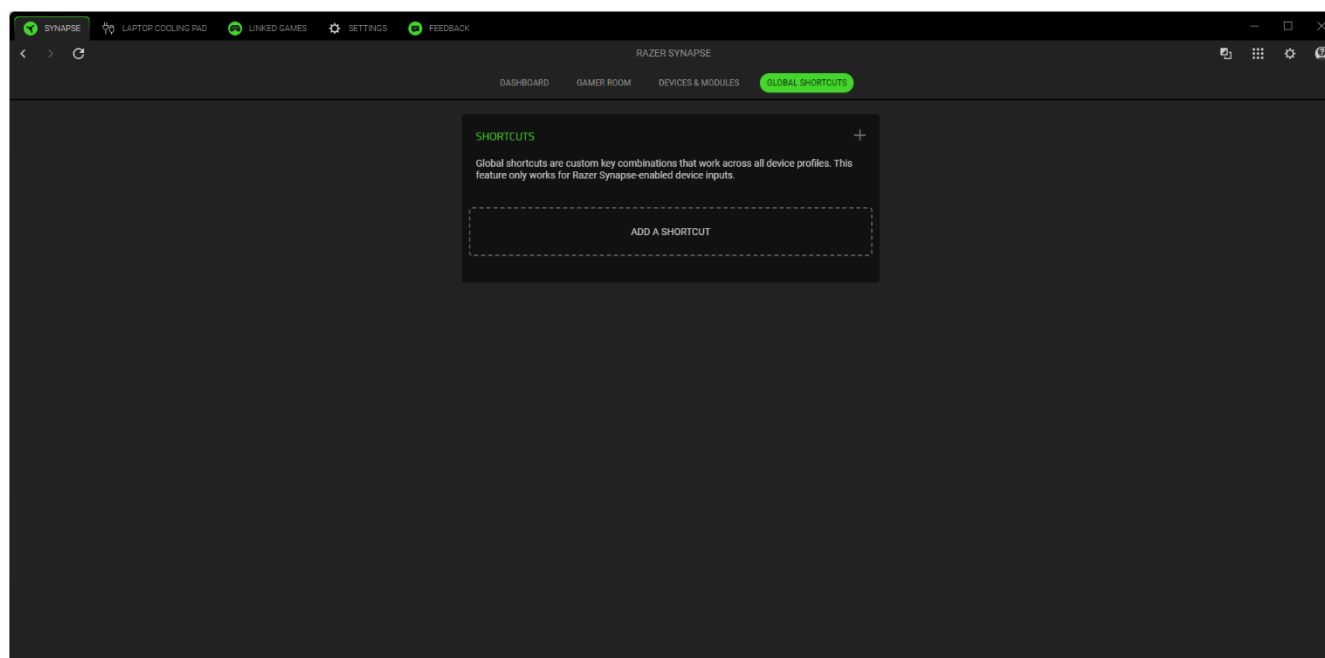 SYNAPSE LAPTOP COOLING PAD LINKED GAMES SETTINGS FEEDBACK
RAZER SYNAPSE
DASHBOARD GAMER ROOM DEVICES & MODULES GLOBAL SHORTCUTS
SHORTCUTS
Global shortcuts are custom key combinations that work across all device profiles. This
feature only works for Razer Synapse-enabled device inputs.
ADD A SHORTCUT